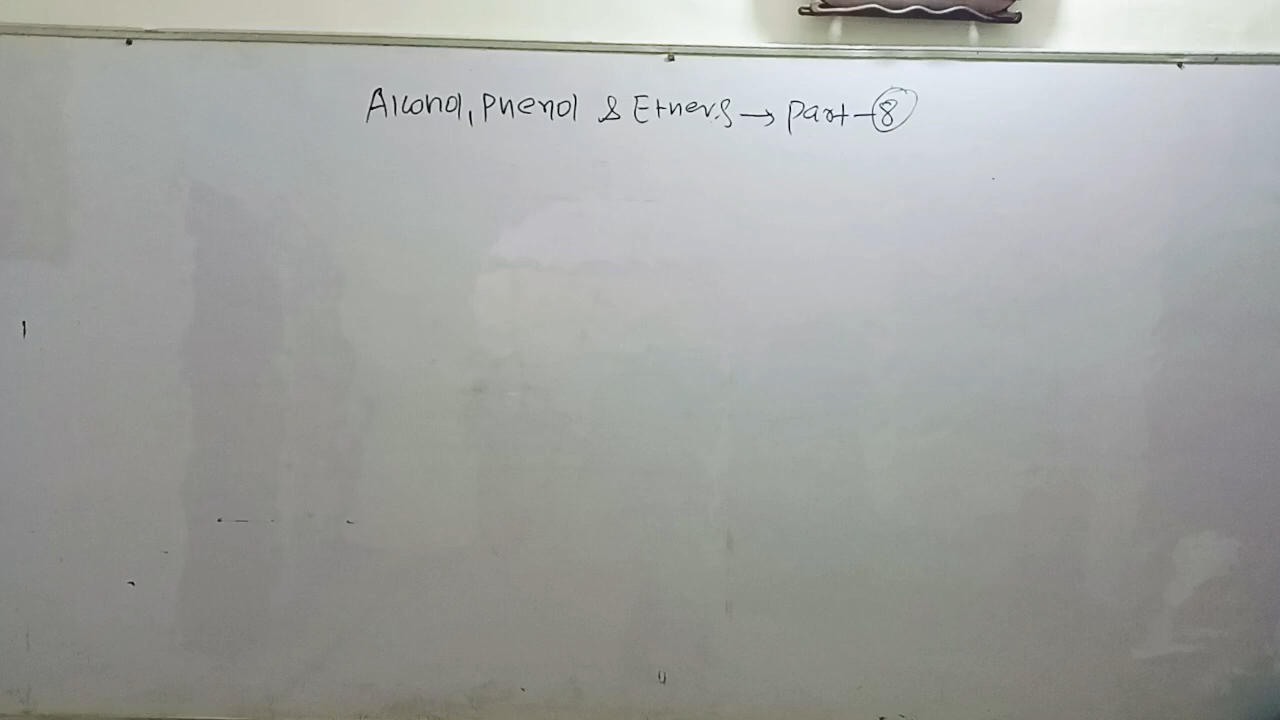 Alcohol, Phenol & Ethers → part-⑧